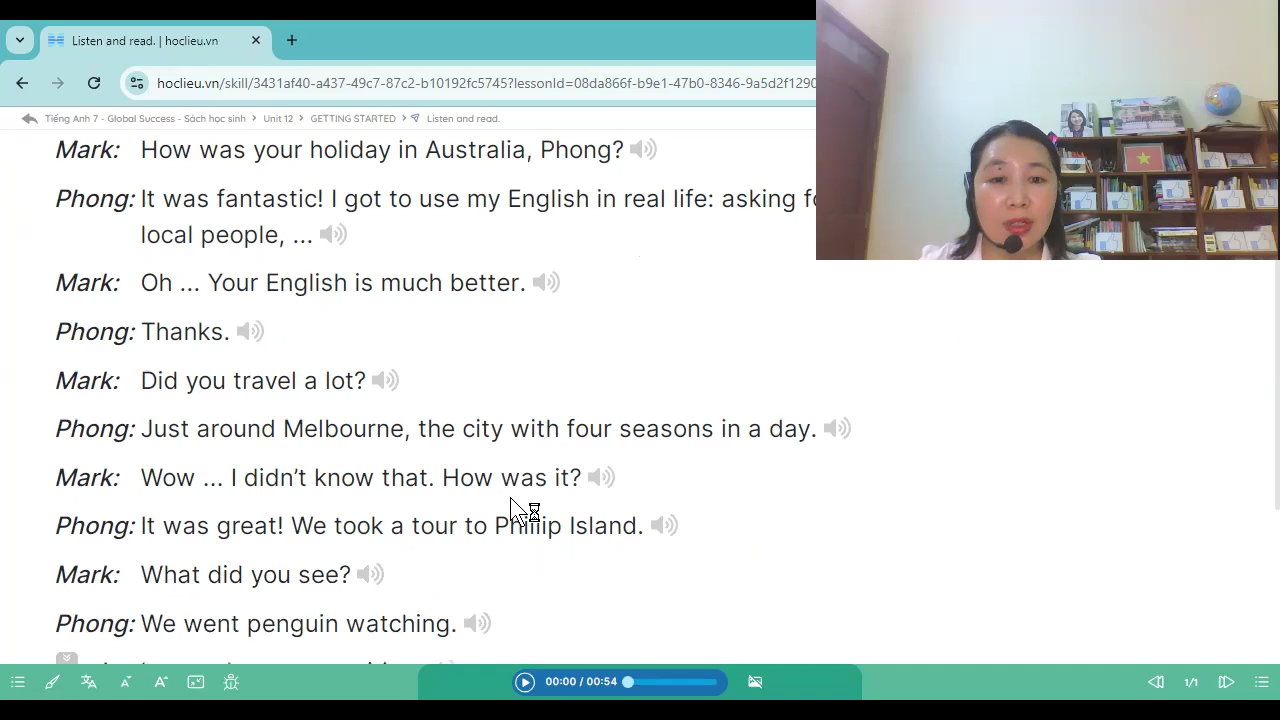 Listen and read. | hoclieu.vn
hoclieu.vn/skill/3431af40-a437-49c7-87c2-b10192fc5745?lessonId=08da866f-b9e1-47b0-8346-9a5d2f1290
Tiếng Anh 7 - Global Success - Sách học sinh > Unit 12 > GETTING STARTED > Listen and read.
Mark: How was your holiday in Australia, Phong?
Phong: It was fantastic! I got to use my English in real life: asking fo
local people, ...
Mark: Oh ... Your English is much better.
Phong: Thanks.
Mark: Did you travel a lot?
Phong: Just around Melbourne, the city with four seasons in a day.
Mark: Wow ... I didn't know that. How was it?
Phong: It was great! We took a tour to Phillip Island.
Mark: What did you see?
Phong: We went penguin watching.
00:00 / 00:54
1/1